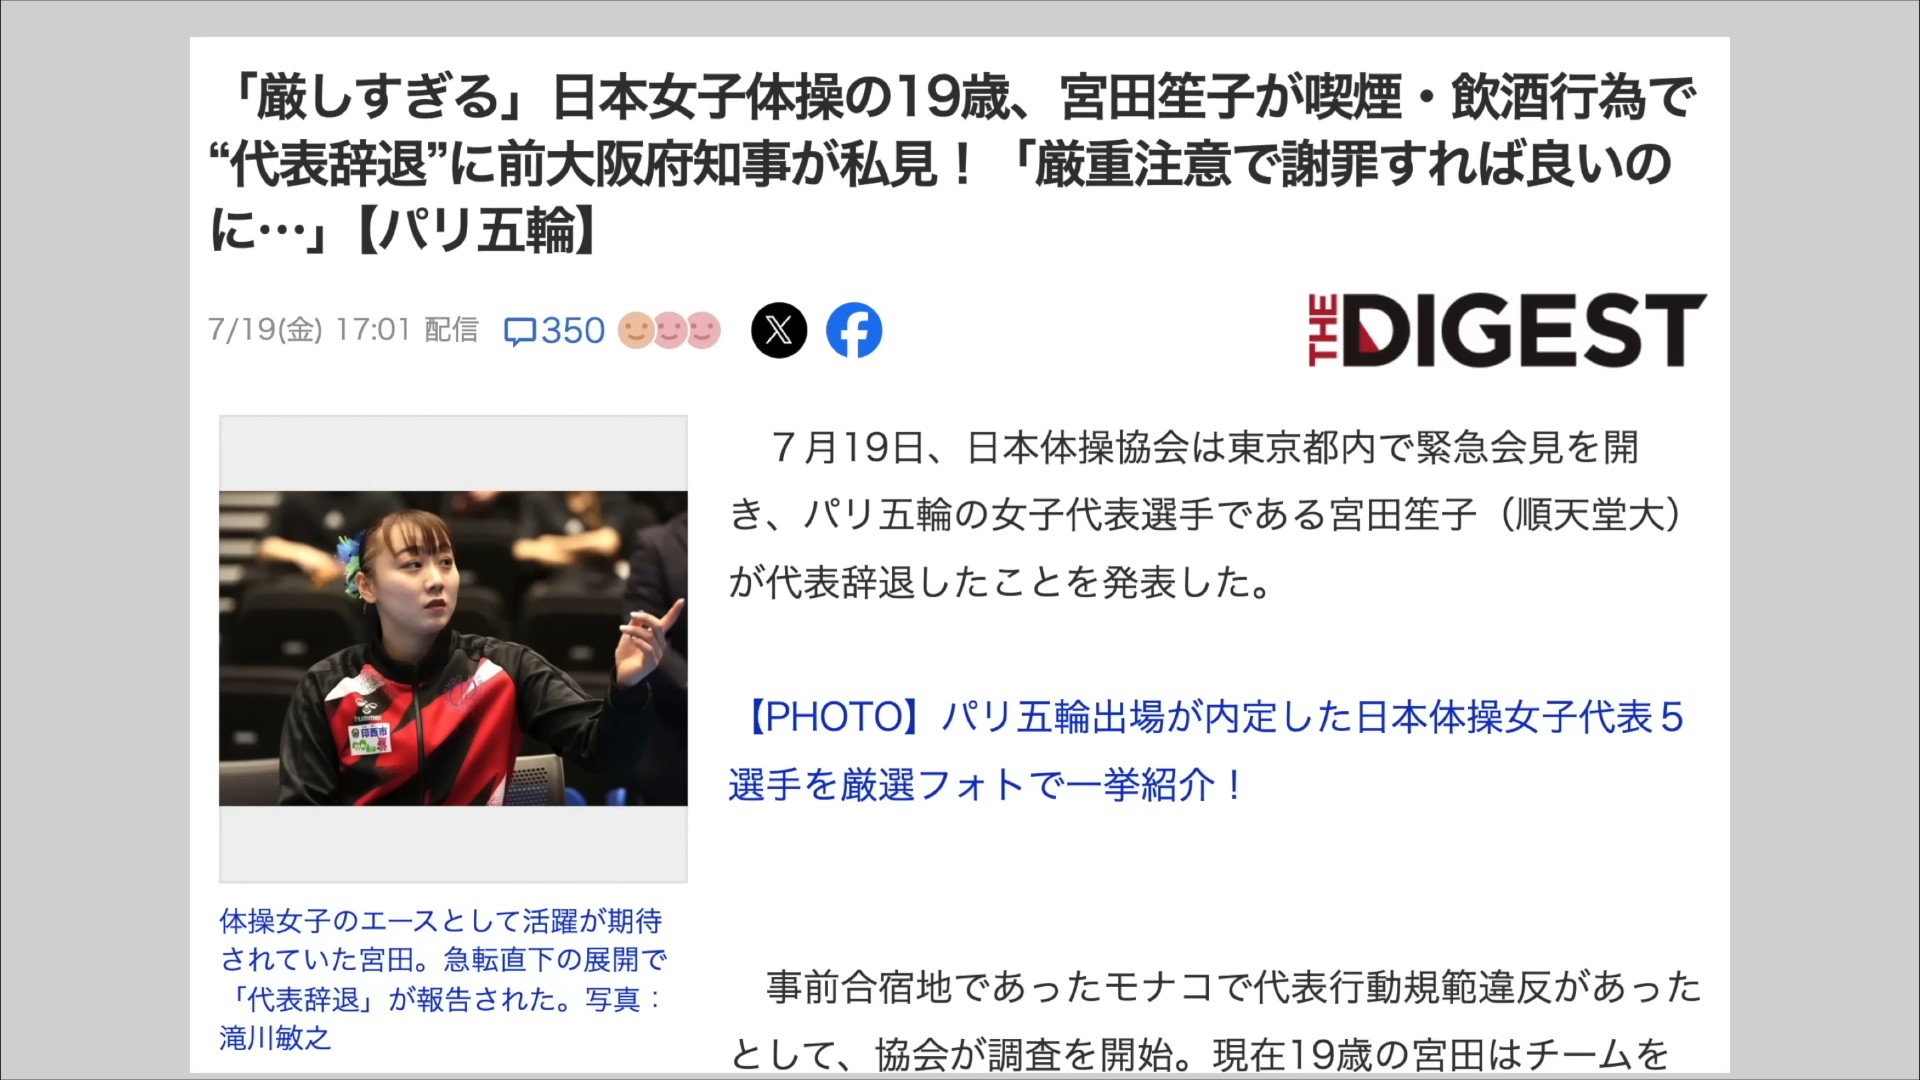 「厳しすぎる」日本女子体操の19歳、宮田笙子が喫煙・飲酒行為で
“代表辞退”に前大阪府知事が私見！「厳重注意で謝罪すれば良いの
に…」【パリ五輪】
7/19(金) 17:01 配信 350
THE DIGEST
７月19日、日本体操協会は東京都内で緊急会見を開
き、パリ五輪の女子代表選手である宮田笙子（順天堂大）
が代表辞退したことを発表した。
【PHOTO】パリ五輪出場が内定した日本体操女子代表５
選手を厳選フォトで一挙紹介！
hummel
印西市
体操女子のエースとして活躍が期待
されていた宮田。急転直下の展開で
「代表辞退」が報告された。写真：
滝川敏之
事前合宿地であったモナコで代表行動規範違反があった
として、協会が調査を開始。現在19歳の宮田はチームを